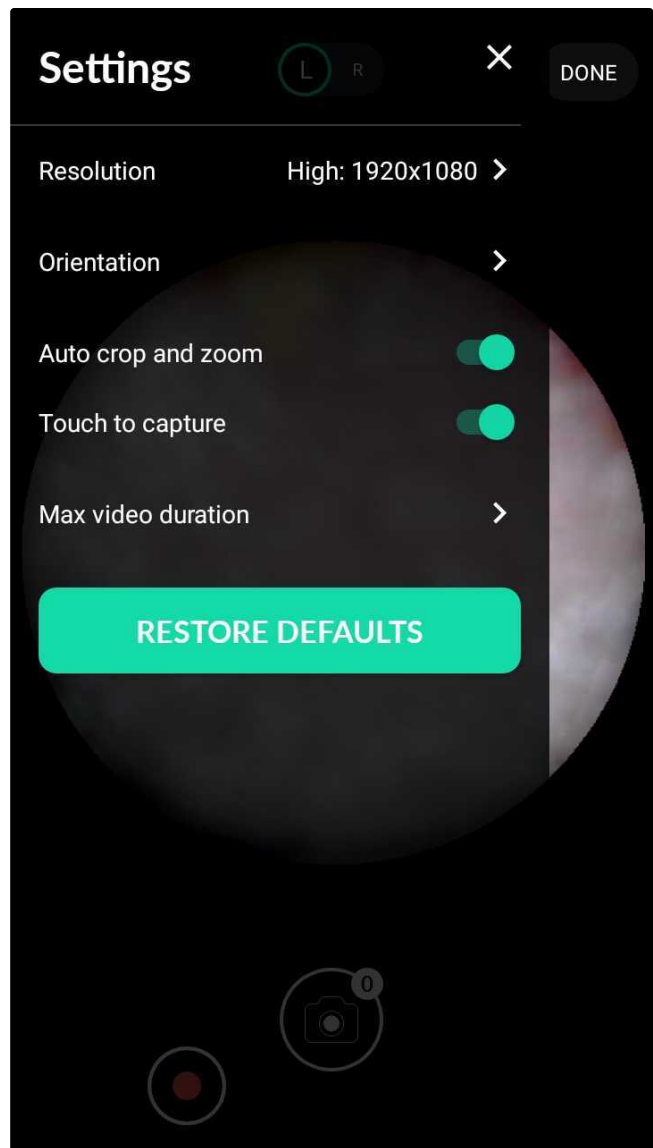 Settings
L R
DONE
Resolution High: 1920x1080
Orientation
Auto crop and zoom
Touch to capture
Max video duration
RESTORE DEFAULTS
0